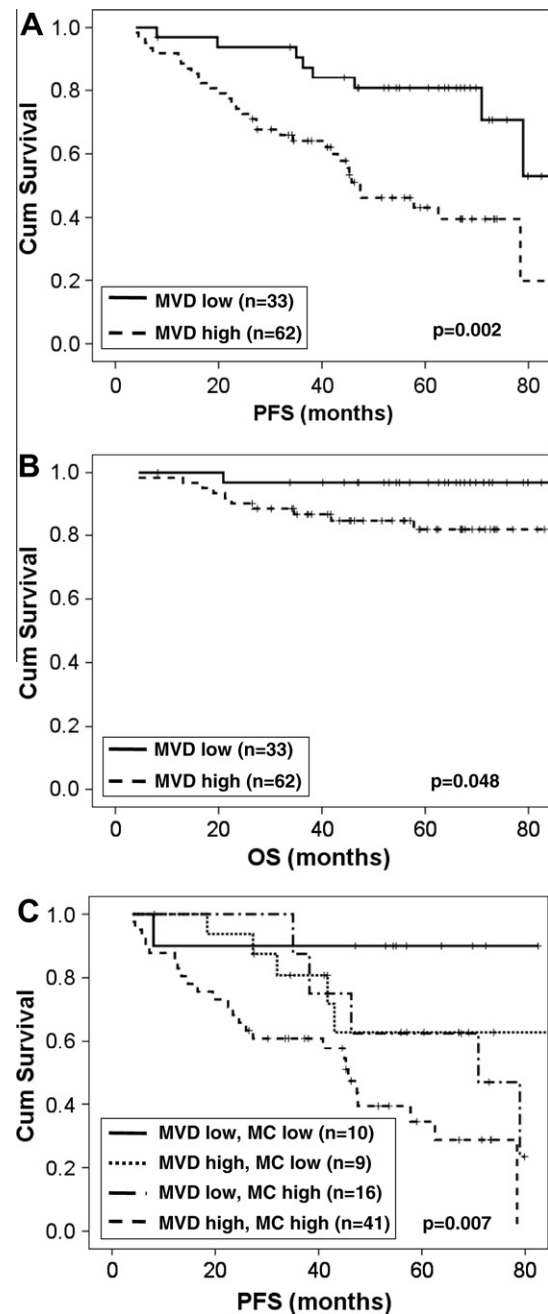 A
Cum Survival
1.0
0.8
0.6
0.4
0.2
0.0
MVD low (n=33)
MVD high (n=62)
p=0.002
0 20 40 60 80
PFS (months)
B
Cum Survival
1.0
0.8
0.6
0.4
0.2
0.0
MVD low (n=33)
MVD high (n=62)
p=0.048
0 20 40 60 80
OS (months)
C
Cum Survival
1.0
0.8
0.6
0.4
0.2
0.0
MVD low, MC low (n=10)
MVD high, MC low (n=9)
MVD low, MC high (n=16)
MVD high, MC high (n=41)
p=0.007
0 20 40 60 80
PFS (months)